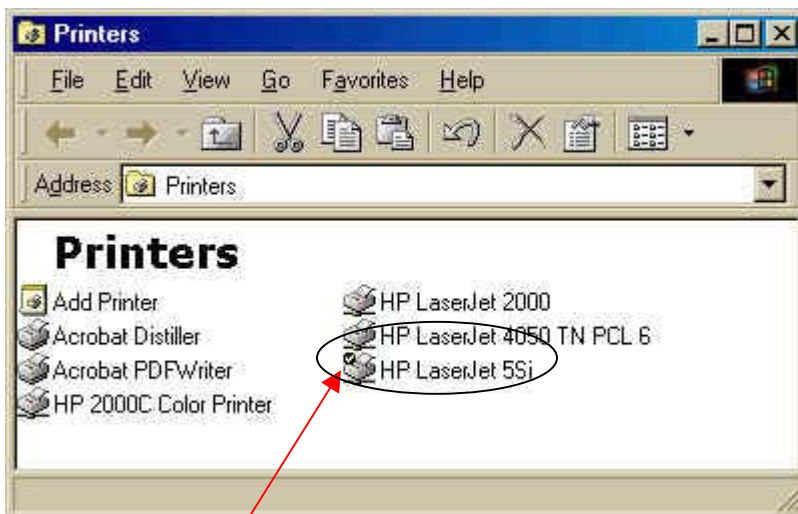 Printers
File Edit View Go Favorites Help
Address Printers
Printers
Add Printer
Acrobat Distiller
Acrobat PDFWriter
HP 2000C Color Printer
HP LaserJet 2000
HP LaserJet 4050 TN PCL 6
HP LaserJet 5Si